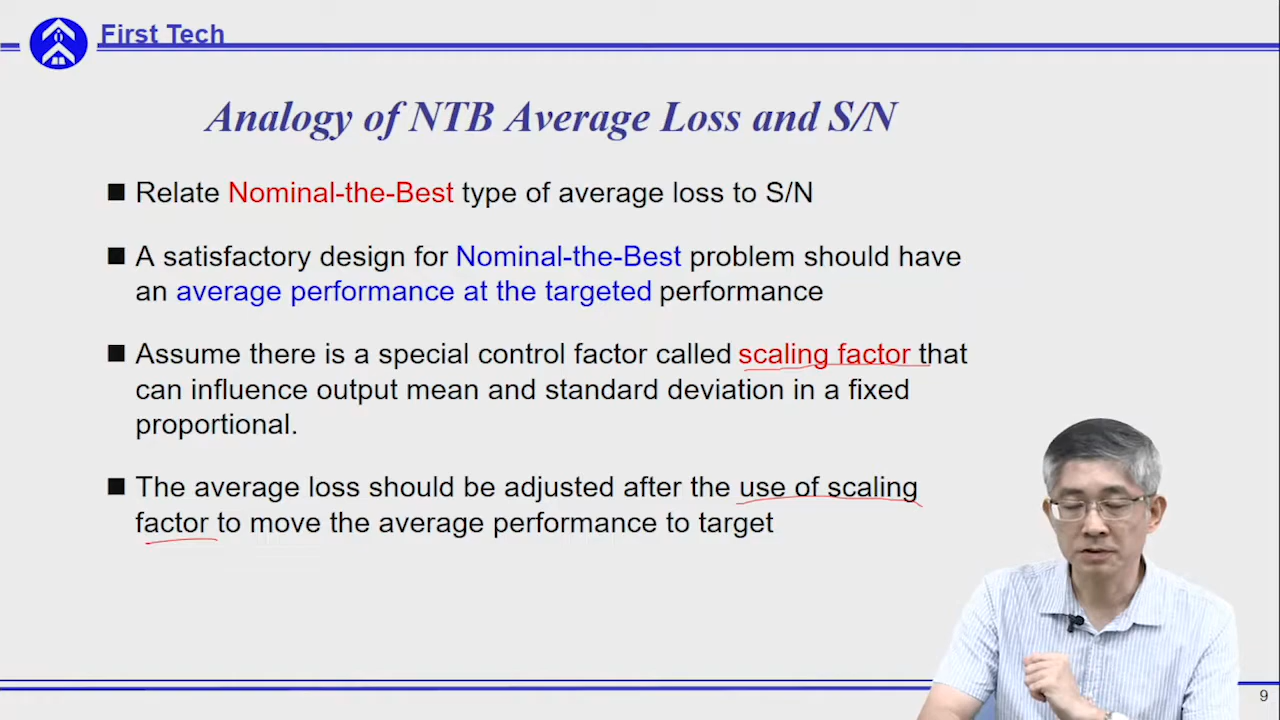 First Tech
Analogy of NTB Average Loss and S/N
Relate Nominal-the-Best type of average loss to S/N
A satisfactory design for Nominal-the-Best problem should have
an average performance at the targeted performance
Assume there is a special control factor called scaling factor that
can influence output mean and standard deviation in a fixed
proportional.
The average loss should be adjusted after the use of scaling
factor to move the average performance to target
9